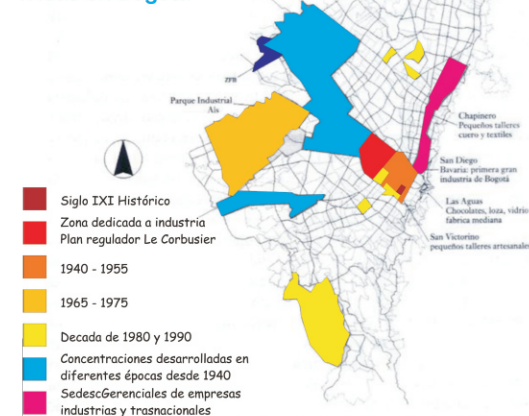 ZFB
Parque Industrial
Als
Chapinero
Pequeños talleres
cuero y textiles
San Diego
Bavaria: primera gran
industria de Bogotá
Las Aguas
Chocolates, loza, vidrio
fabrica mediana
San Victorino
pequeños talleres artesanales
Siglo IXI Histórico
Zona dedicada a industria
Plan regulador Le Corbusier
1940 - 1955
1965 - 1975
Decada de 1980 y 1990
Concentraciones desarrolladas en
diferentes épocas desde 1940
SedescGerenciales de empresas
industrias y trasnacionales